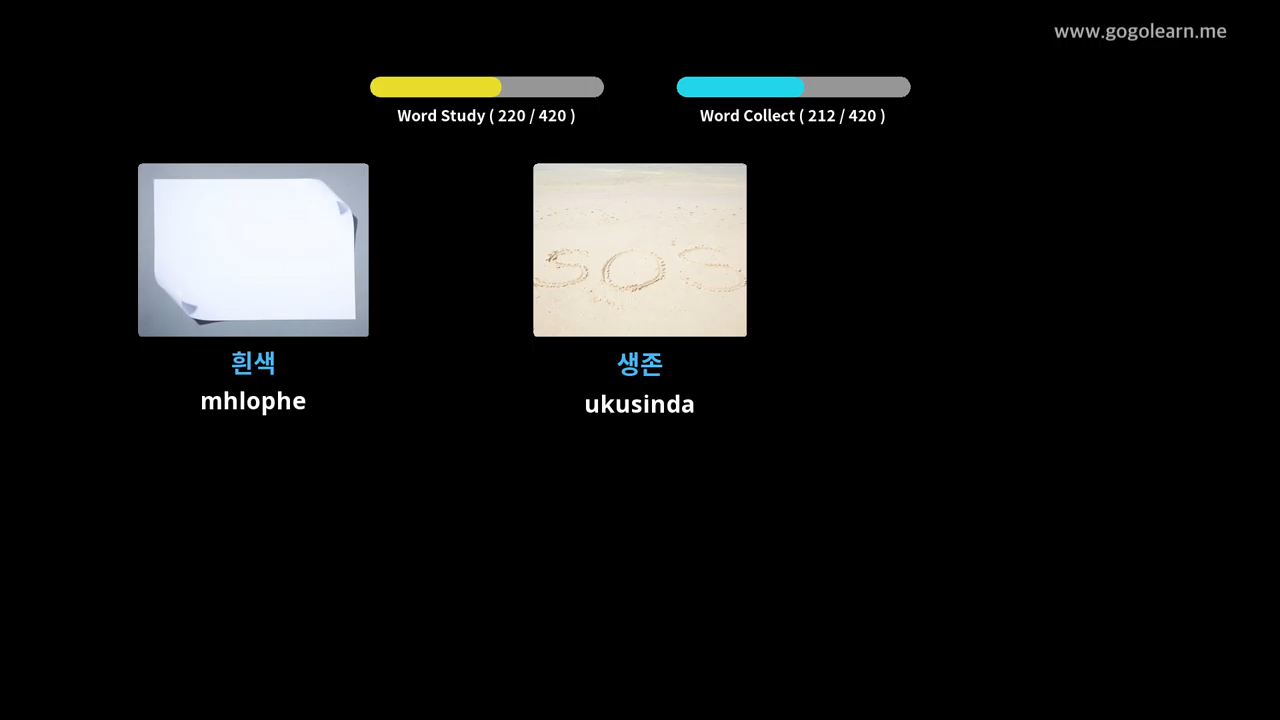 www.gogolearn.me
Word Study ( 220 / 420 )
Word Collect ( 212 / 420 )
SOS
흰색
mhlophe
생존
ukusinda